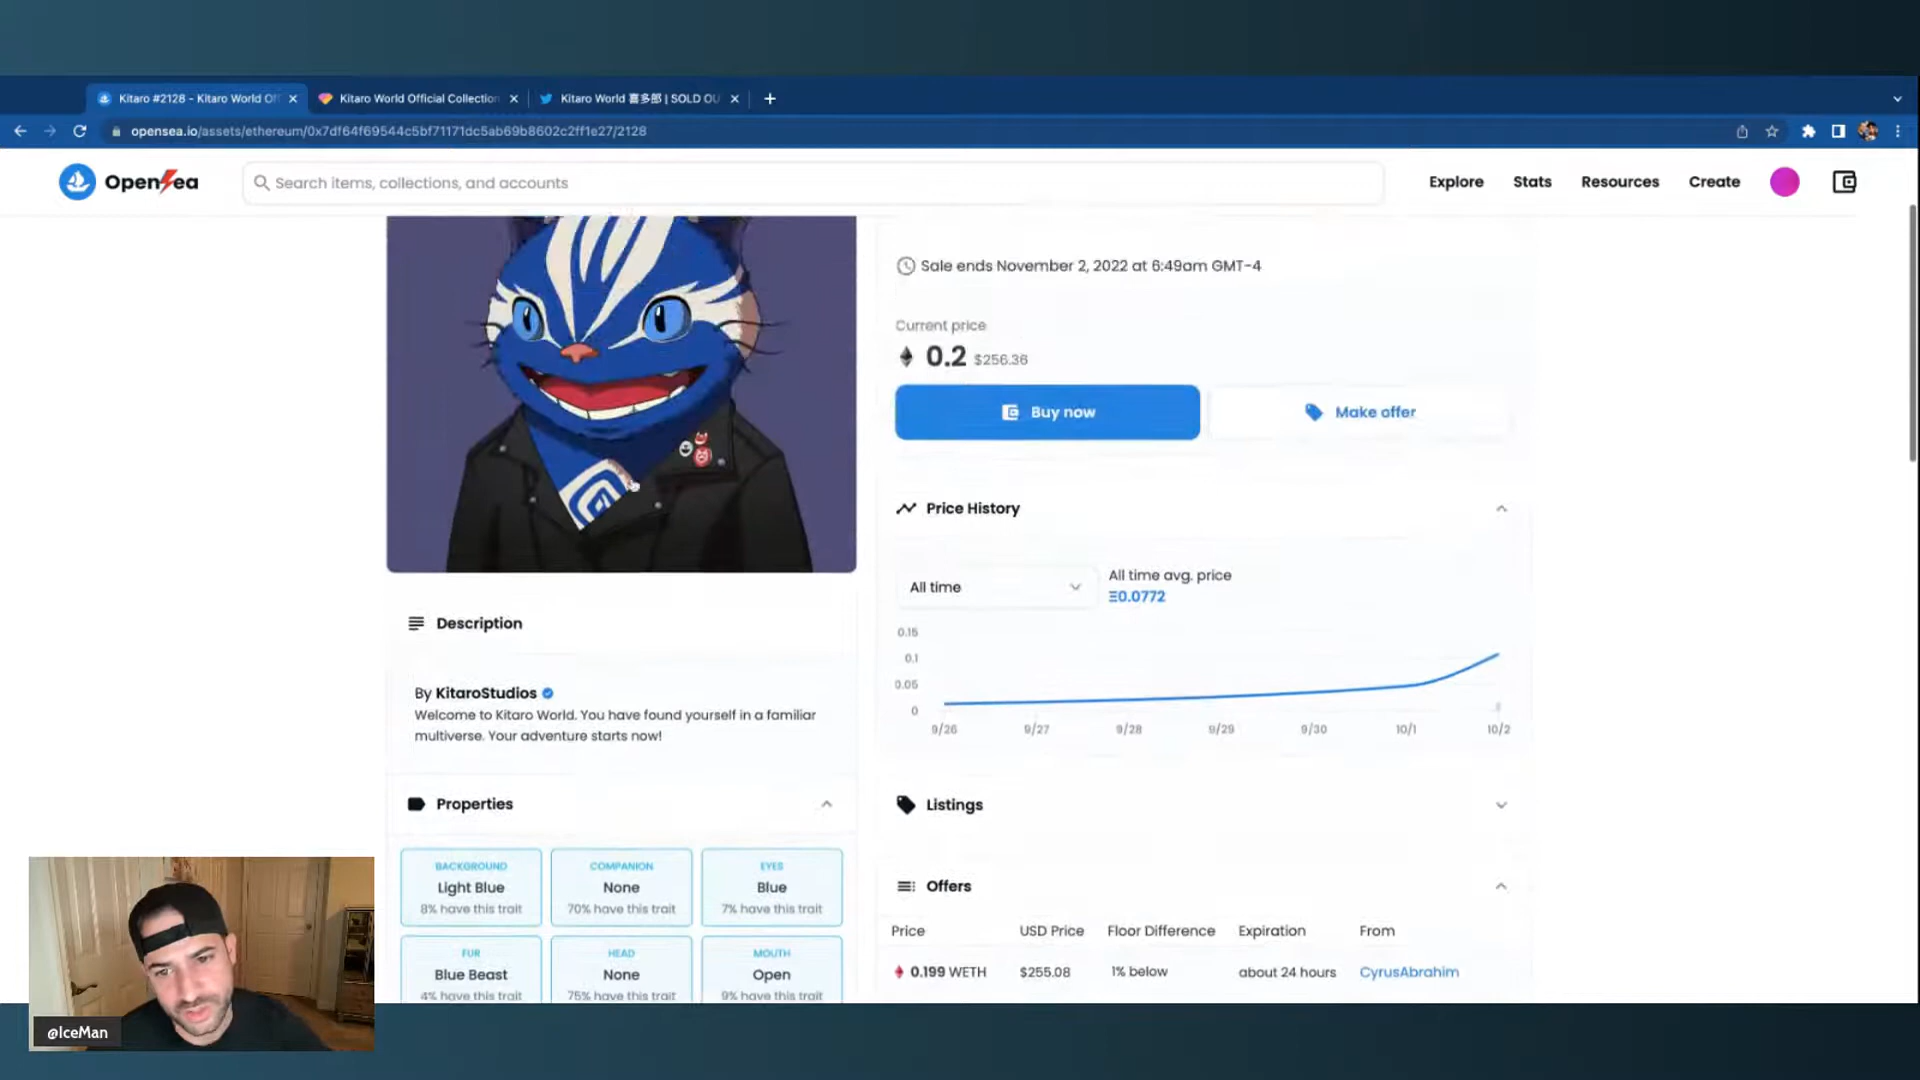 Kitaro #2128 - Kitaro World Of
Kitaro World Official Collection
Kitaro World 喜多郎 | SOLD OU
opensea.io/assets/ethereum/0x7df64f69544c5bf71171dc5ab69b8602c2ff1e27/2128
OpenSea
Search items, collections, and accounts
Explore
Stats
Resources
Create
Sale ends November 2, 2022 at 6:49am GMT-4
Current price
0.2 $256.36
Buy now
Make offer
Price History
All time
All time avg. price
Ξ0.0772
0.15
0.1
0.05
0
9/26 9/27 9/28 9/29 9/30 10/1 10/2
Description
By KitaroStudios
Welcome to Kitaro World. You have found yourself in a familiar
multiverse. Your adventure starts now!
Properties
BACKGROUND
Light Blue
8% have this trait
COMPANION
None
70% have this trait
EYES
Blue
7% have this trait
FUR
Blue Beast
4% have this trait
HEAD
None
75% have this trait
MOUTH
Open
9% have this trait
Listings
Offers
Price USD Price Floor Difference Expiration From
0.199 WETH $255.08 1% below about 24 hours CyrusAbrahim
@IceMan